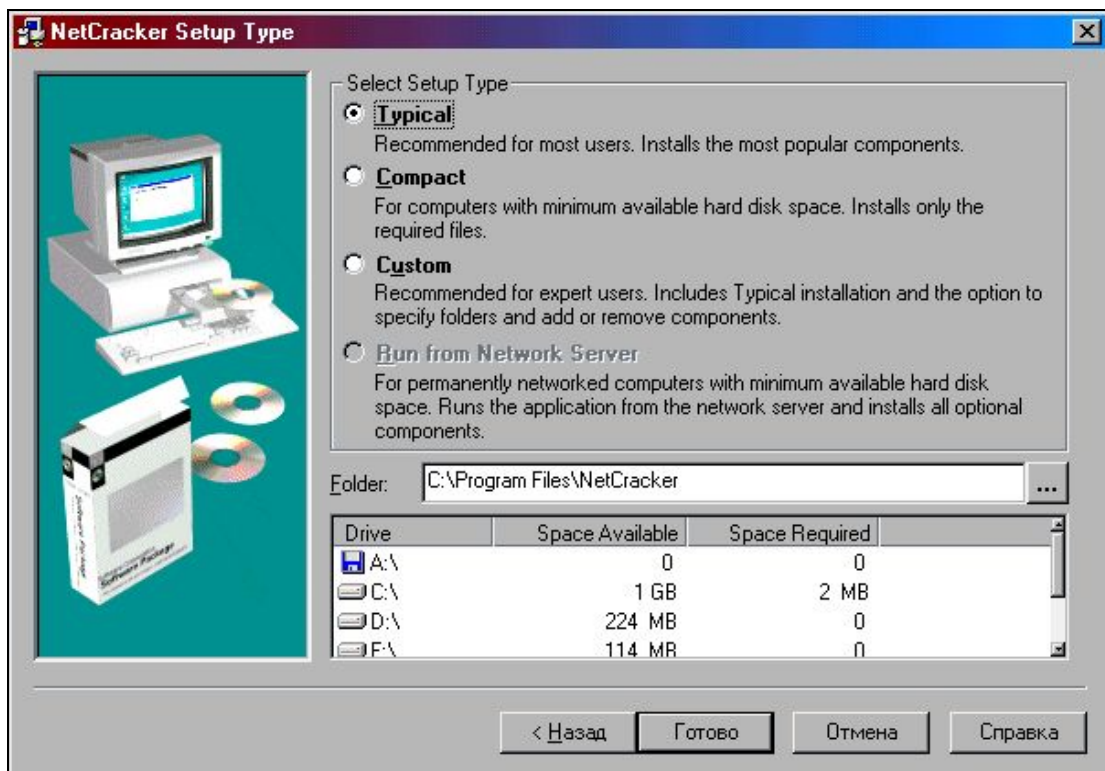 NetCracker Setup Type
Select Setup Type
Typical
Recommended for most users. Installs the most popular components.
Compact
For computers with minimum available hard disk space. Installs only the
required files.
Custom
Recommended for expert users. Includes Typical installation and the option to
specify folders and add or remove components.
Run from Network Server
For permanently networked computers with minimum available hard disk
space. Runs the application from the network server and installs all optional
components.
Folder: C:\Program Files\NetCracker ...
Drive Space Available Space Required
A:\ 0 0
C:\ 1 GB 2 MB
D:\ 224 MB 0
114 MB 0
Software Package
Software Package
< Назад Готово Отмена Справка